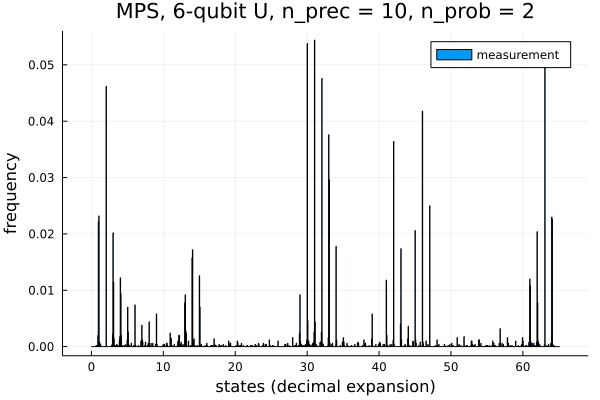 MPS, 6-qubit U, n_prec = 10, n_prob = 2
measurement
frequency
0.05
0.04
0.03
0.02
0.01
0.00
0 10 20 30 40 50 60
states (decimal expansion)